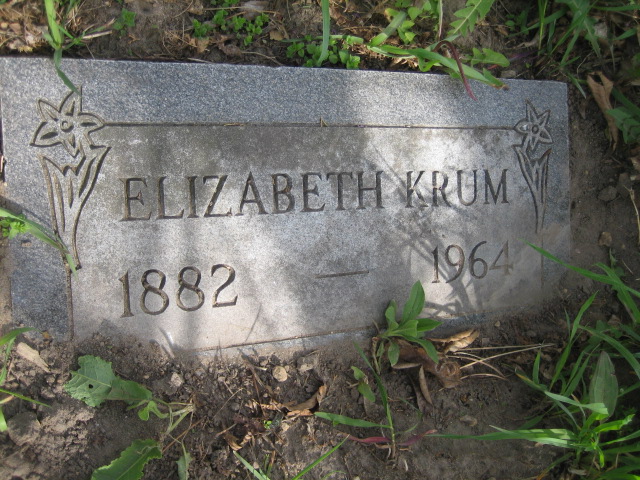 ELIZABETH KRUM
1882 — 1964